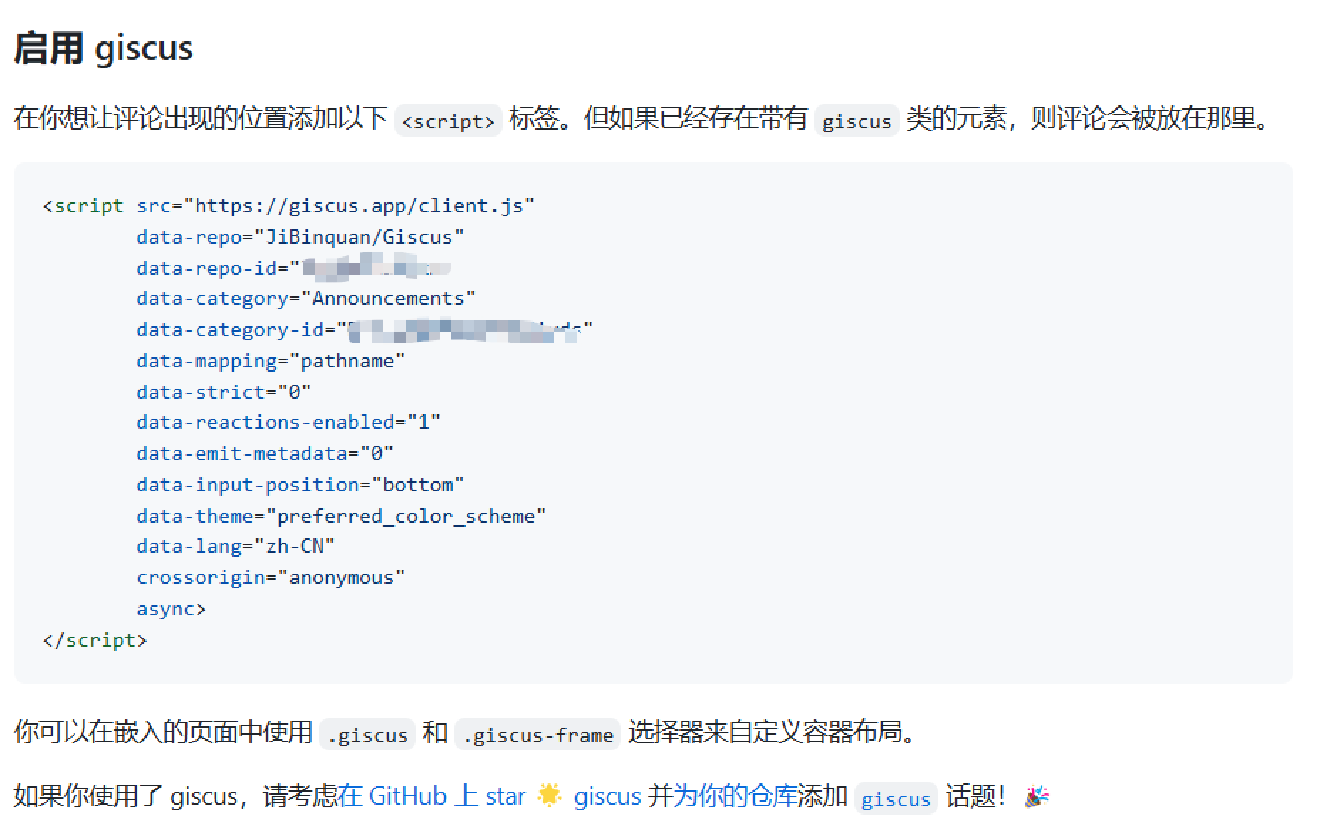 启用 giscus
在你想让评论出现的位置添加以下 <script> 标签。但如果已经存在带有 giscus 类的元素，则评论会被放在那里。
<script src="https://giscus.app/client.js"
data-repo="JiBinquan/Giscus"
data-repo-id="
data-category="Announcements"
data-category-id="
data-mapping="pathname"
data-strict="0"
data-reactions-enabled="1"
data-emit-metadata="0"
data-input-position="bottom"
data-theme="preferred_color_scheme"
data-lang="zh-CN"
crossorigin="anonymous"
async>
</script>
你可以在嵌入的页面中使用 .giscus 和 .giscus-frame 选择器来自定义容器布局。
如果你使用了 giscus，请考虑在 GitHub 上 star 🌟 giscus 并为你的仓库添加 giscus 话题！🎉